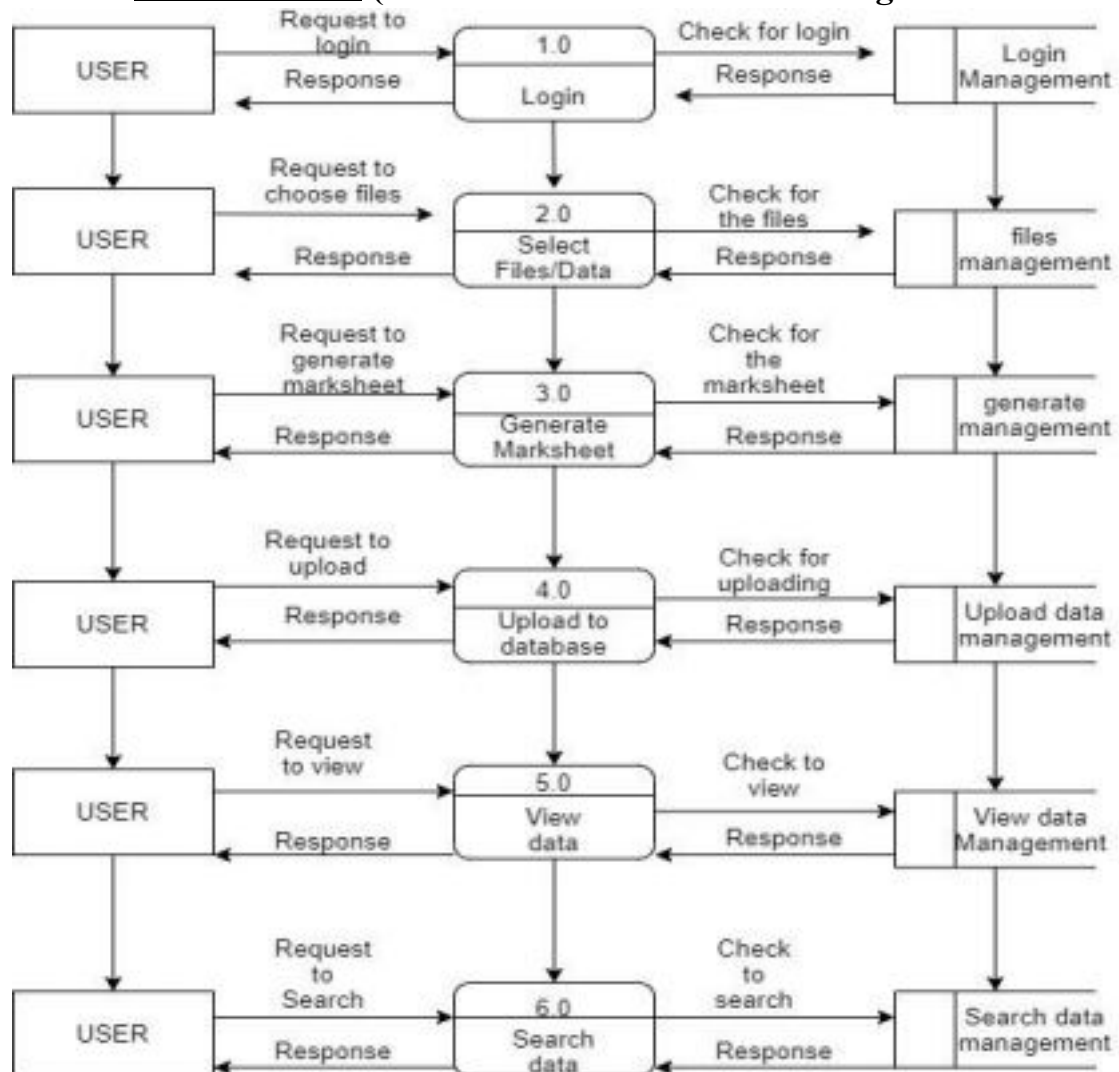 Request to
login
1.0
Check for login
USER
Login
Management
Response
Response
Login
Request to
choose files
2.0
Check for
the files
USER
files
management
Response
Select
Files/Data
Response
Request to
generate
marksheet
3.0
Check for
the
marksheet
USER
generate
management
Response
Generate
Marksheet
Response
Request to
upload
4.0
Check for
uploading
USER
Upload data
management
Response
Upload to
database
Response
Request
to view
5.0
Check to
view
USER
View data
Management
Response
View
data
Response
Request
to
Search
6.0
Check
to
search
USER
Search data
management
Response
Search
data
Response